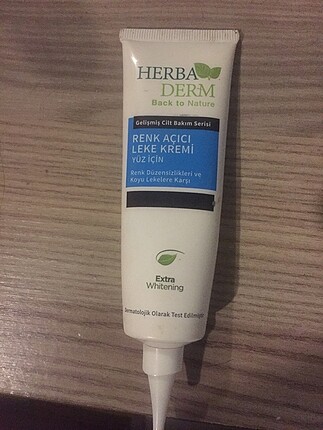 HERBA
DERM
Back to Nature
Gelişmiş Cilt Bakım Serisi
RENK AÇICI
LEKE KREMİ
YÜZ İÇİN
Renk Düzensizlikleri ve
Koyu Lekelere Karşı
Extra
Whitening
Dermatolojik Olarak Test Edilmiştir